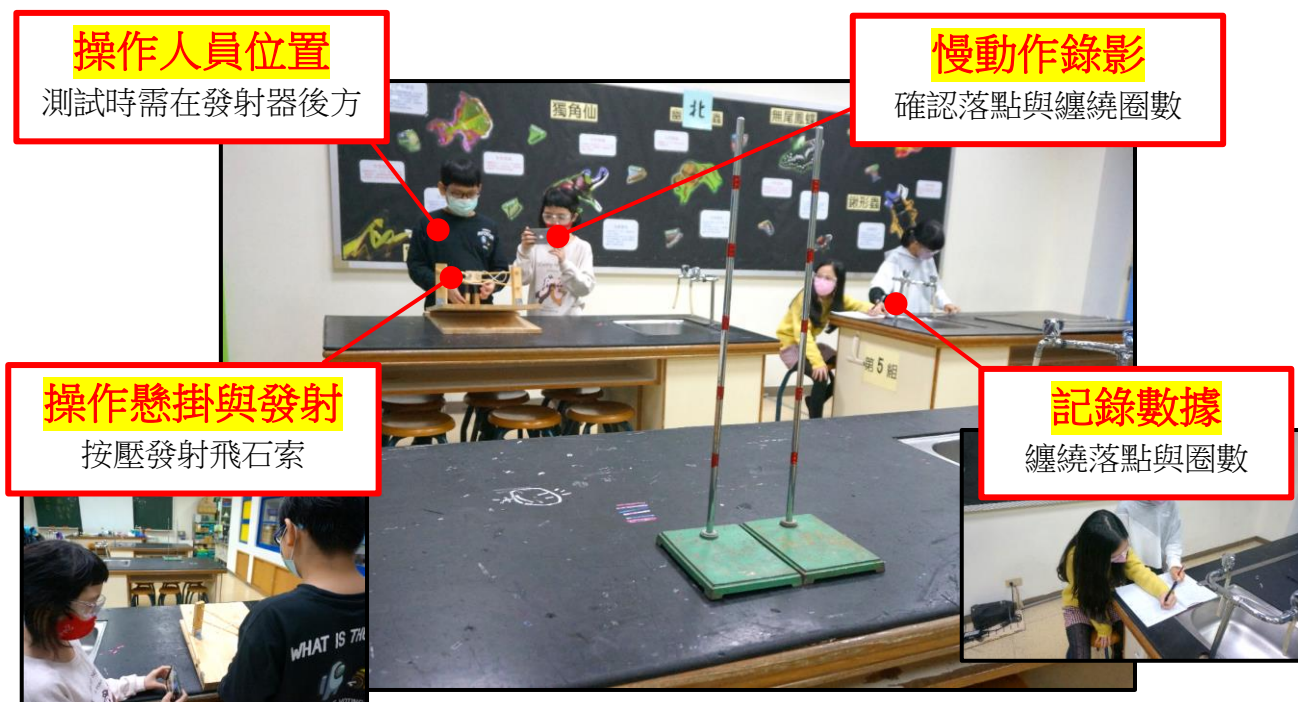 操作人員位置
測試時需在發射器後方
慢動作錄影
確認落點與纏繞圈數
獨角仙
北
無尾鳳蝶
鍬形蟲
第5組
操作懸掛與發射
按壓發射飛石索
記錄數據
纏繞落點與圈數
WHAT IS THE